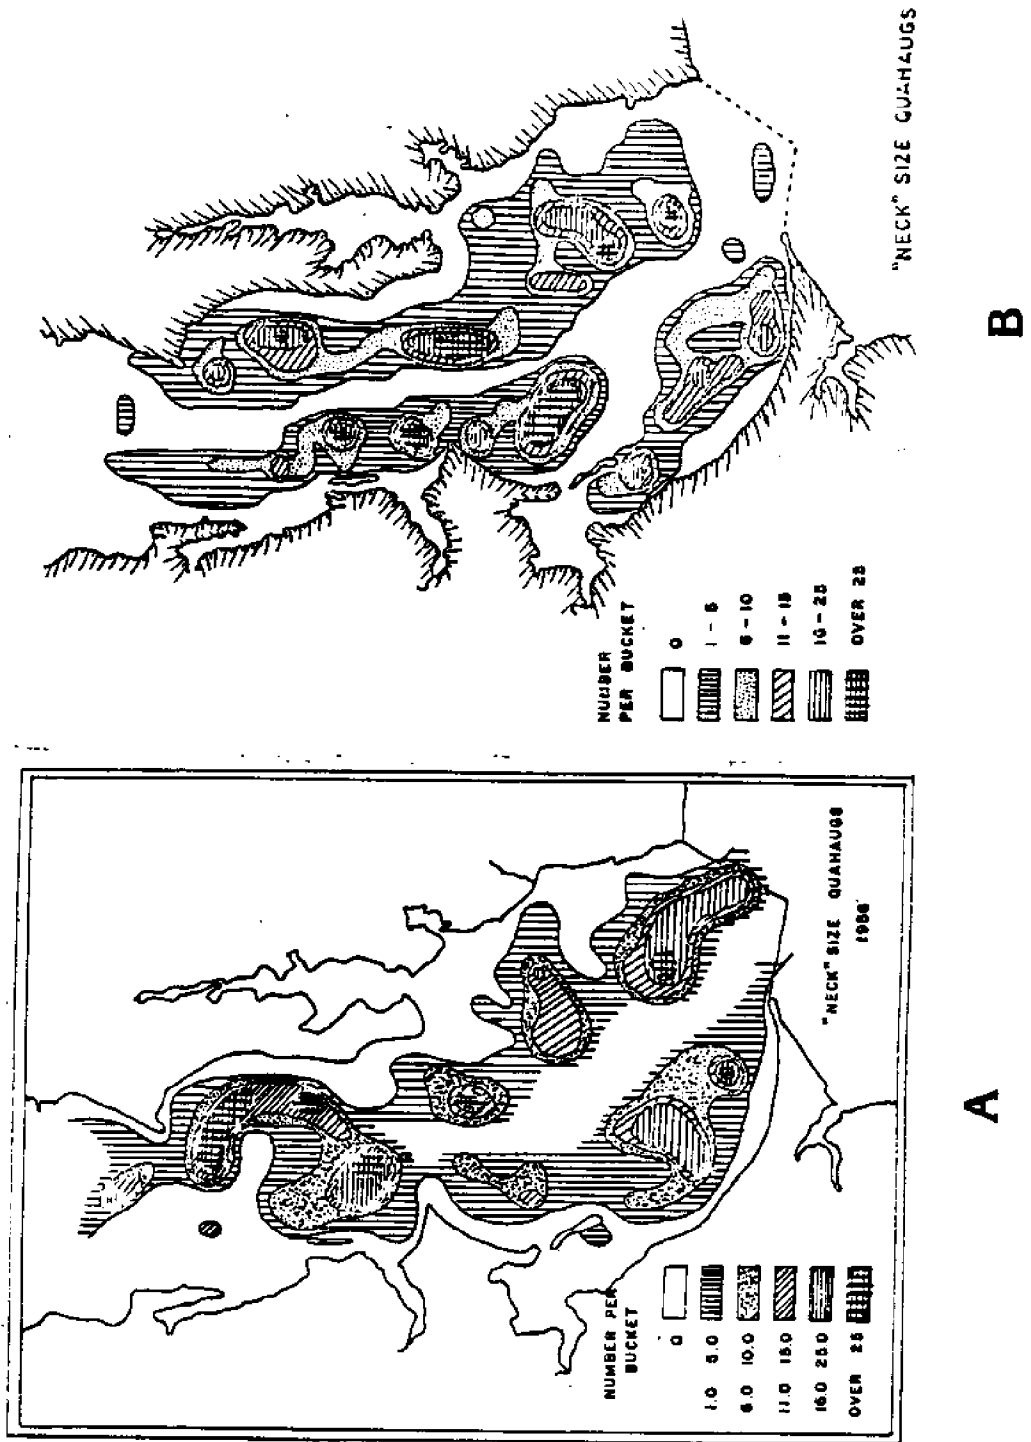 NUMBER PER
BUCKET
0
1.0 5.0
6.0 10.0
11.0 15.0
16.0 25.0
OVER 25
"NECK" SIZE QUAHAUGS
1956
A
NUMBER
PER BUCKET
0
1 - 5
6 - 10
11 - 15
16 - 25
OVER 25
"NECK" SIZE QUAHAUGS
B